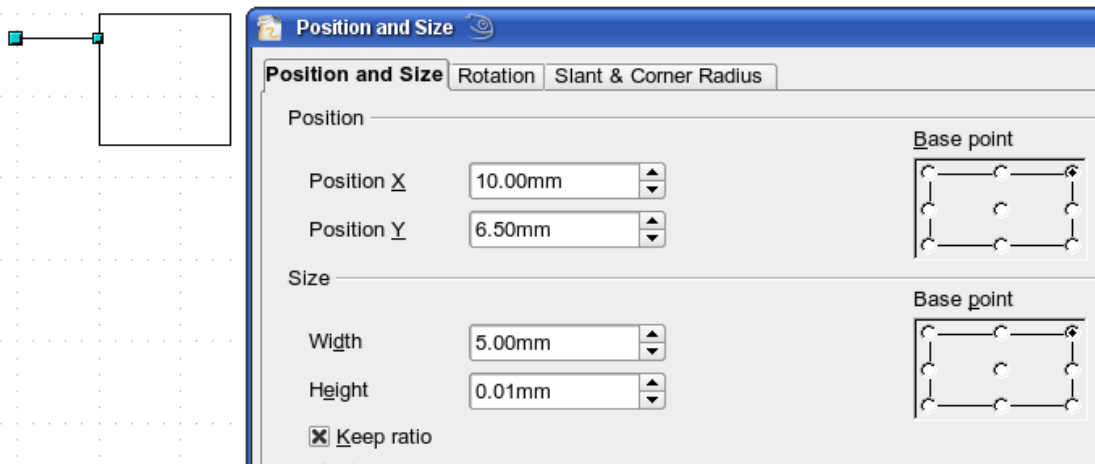 Position and Size
Position and Size Rotation Slant & Corner Radius
Position
Base point
Position X 10.00mm
Position Y 6.50mm
Size
Base point
Width 5.00mm
Height 0.01mm
Keep ratio